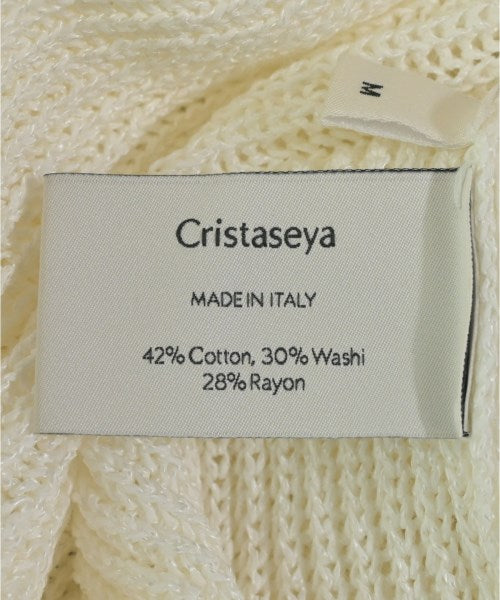 M
Cristaseya
MADE IN ITALY
42% Cotton, 30% Washi
28% Rayon